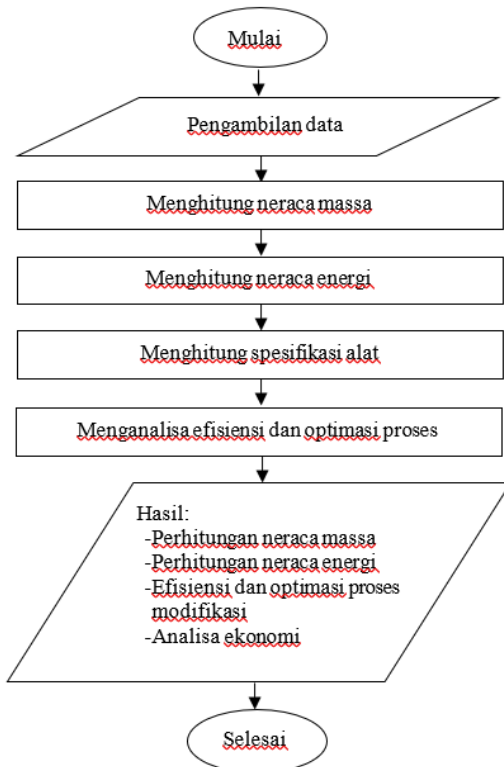 Mulai
Pengambilan data
Menghitung neraca massa
Menghitung neraca energi
Menghitung spesifikasi alat
Menganalisa efisiensi dan optimasi proses
Hasil:
-Perhitungan neraca massa
-Perhitungan neraca energi
-Efisiensi dan optimasi proses
modifikasi
-Analisa ekonomi
Selesai